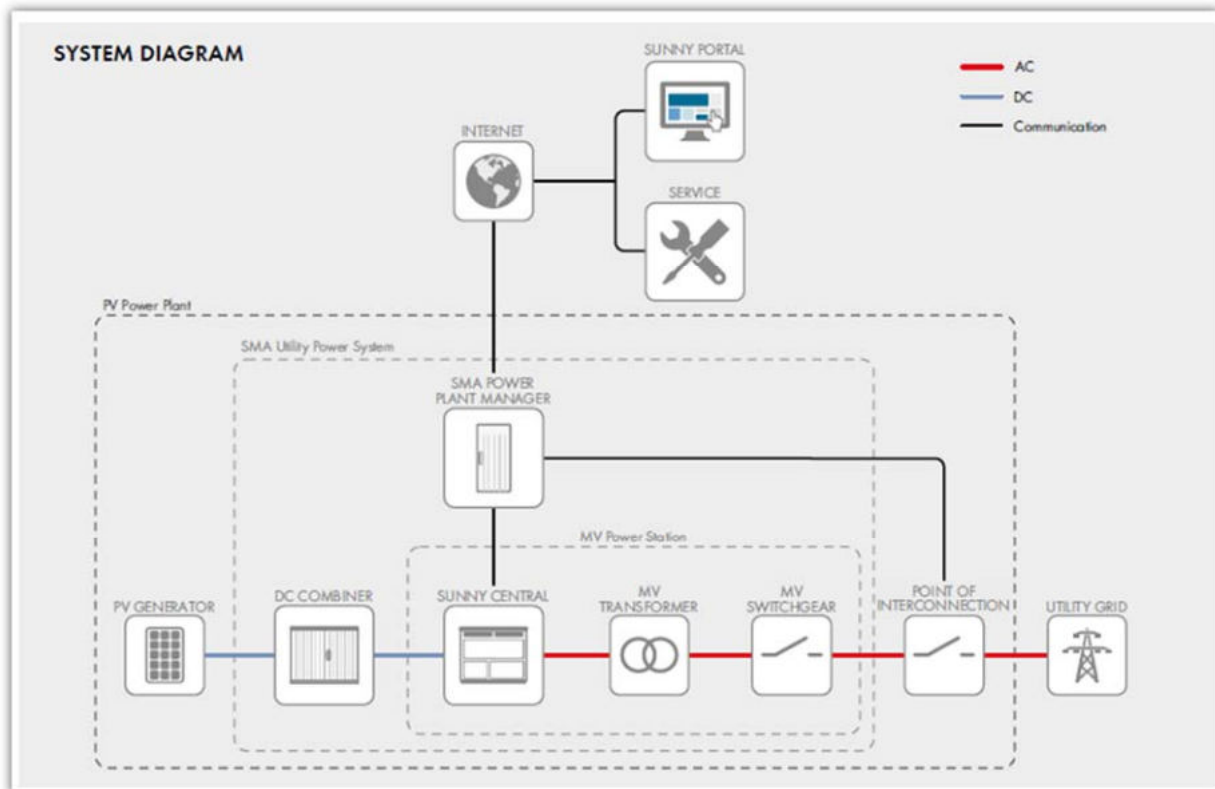 SYSTEM DIAGRAM
SUNNY PORTAL
AC
DC
Communication
INTERNET
SERVICE
PV Power Plant
SMA Utility Power System
SMA POWER
PLANT MANAGER
MV Power Station
PV GENERATOR
DC COMBINER
SUNNY CENTRAL
MV
TRANSFORMER
MV
SWITCHGEAR
POINT OF
INTERCONNECTION
UTILITY GRID